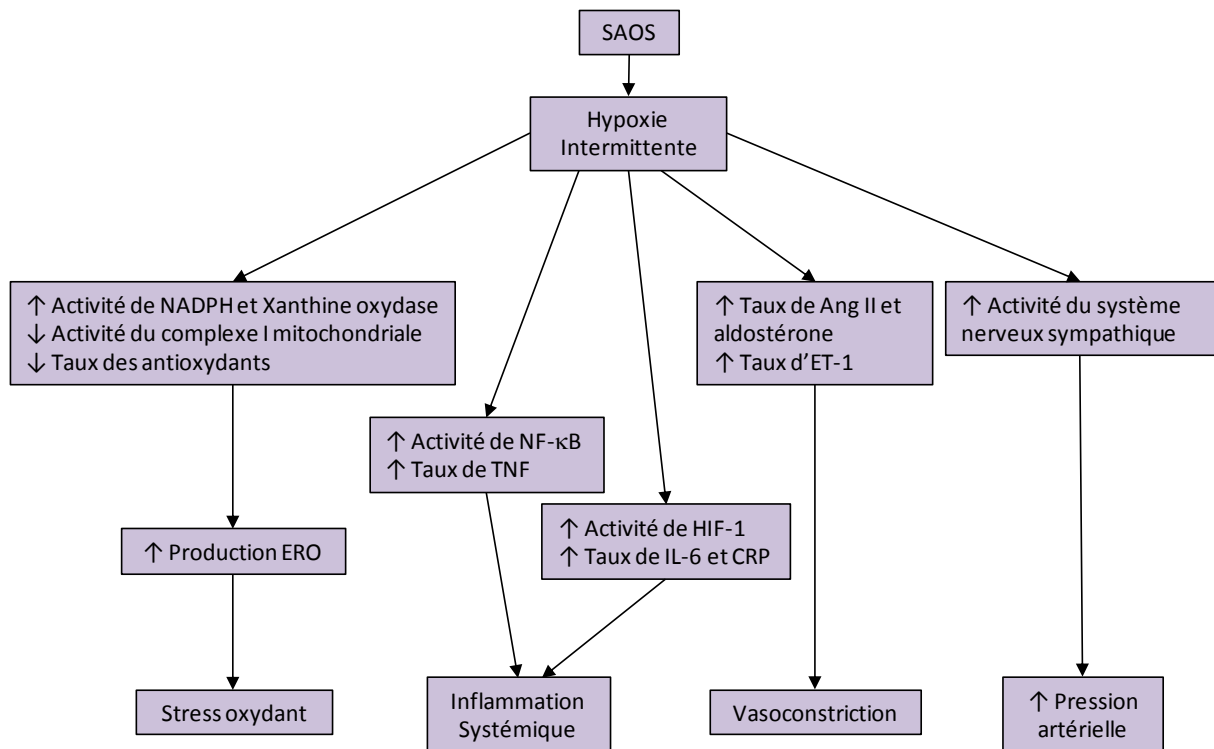 SAOS
Hypoxie
Intermittente
↑ Activité de NADPH et Xanthine oxydase
↓ Activité du complexe I mitochondriale
↓ Taux des antioxydants
↑ Taux de Ang II et
aldostérone
↑ Taux d’ET-1
↑ Activité du système
nerveux sympathique
↑ Activité de NF-κB
↑ Taux de TNF
↑ Activité de HIF-1
↑ Taux de IL-6 et CRP
↑ Production ERO
Stress oxydant
Inflammation
Systémique
Vasoconstriction
↑ Pression
artérielle